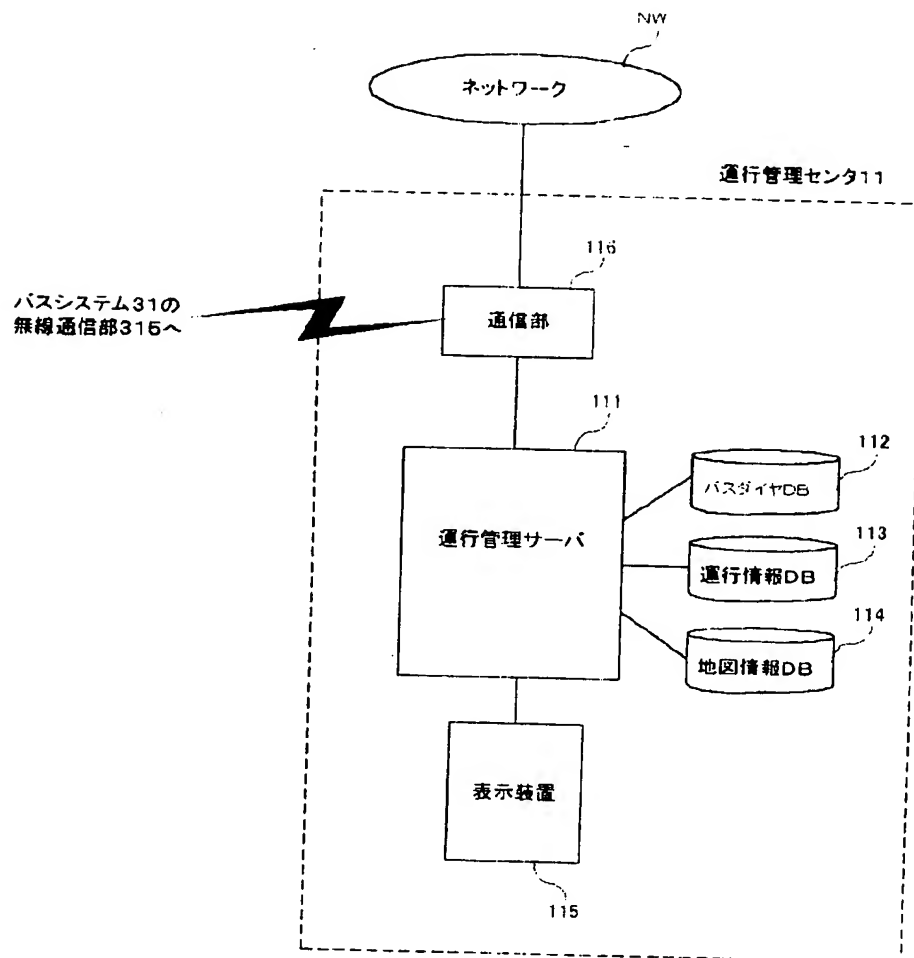 NW
ネットワーク
運行管理センタ11
116
バスシステム31の
無線通信部315へ
通信部
111
112
バスダイヤDB
運行管理サーバ
113
運行情報DB
114
地図情報DB
表示装置
115